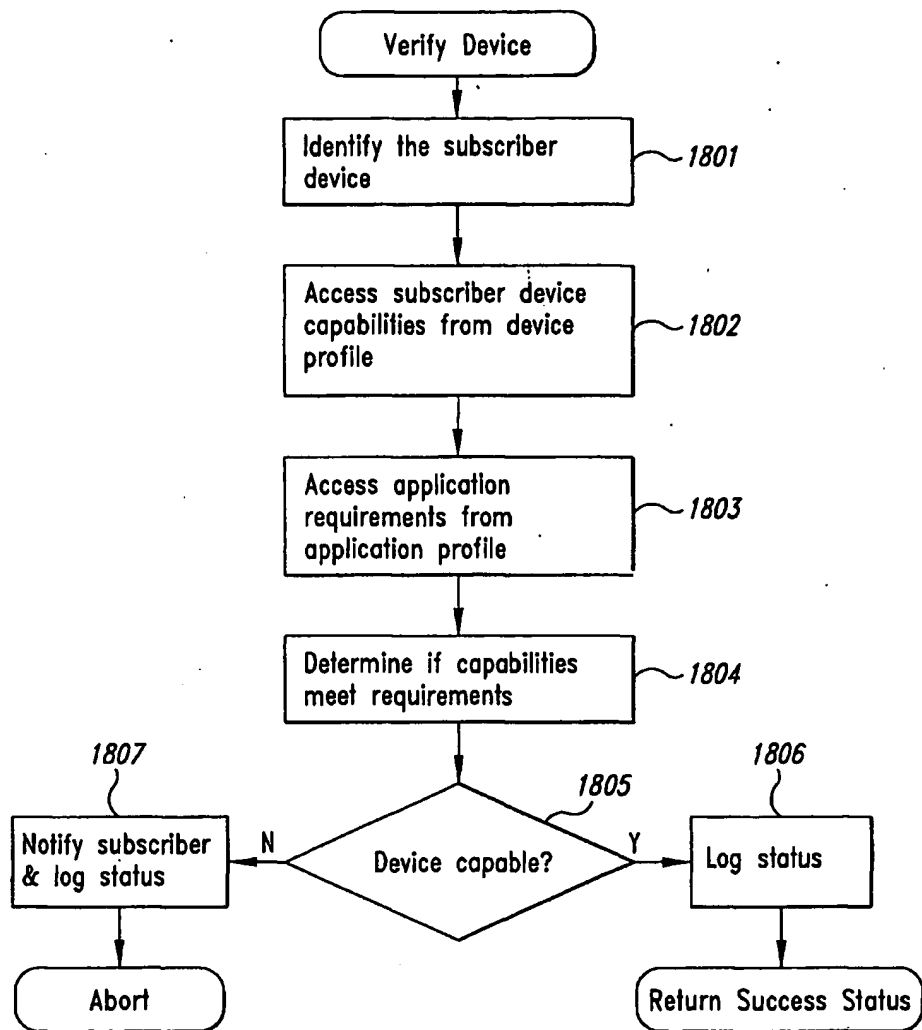 Verify Device
Identify the subscriber
device
1801
Access subscriber device
capabilities from device
profile
1802
Access application
requirements from
application profile
1803
Determine if capabilities
meet requirements
1804
1807
1806
1805
Notify subscriber
& log status
N
Device capable?
Y
Log status
Abort
Return Success Status